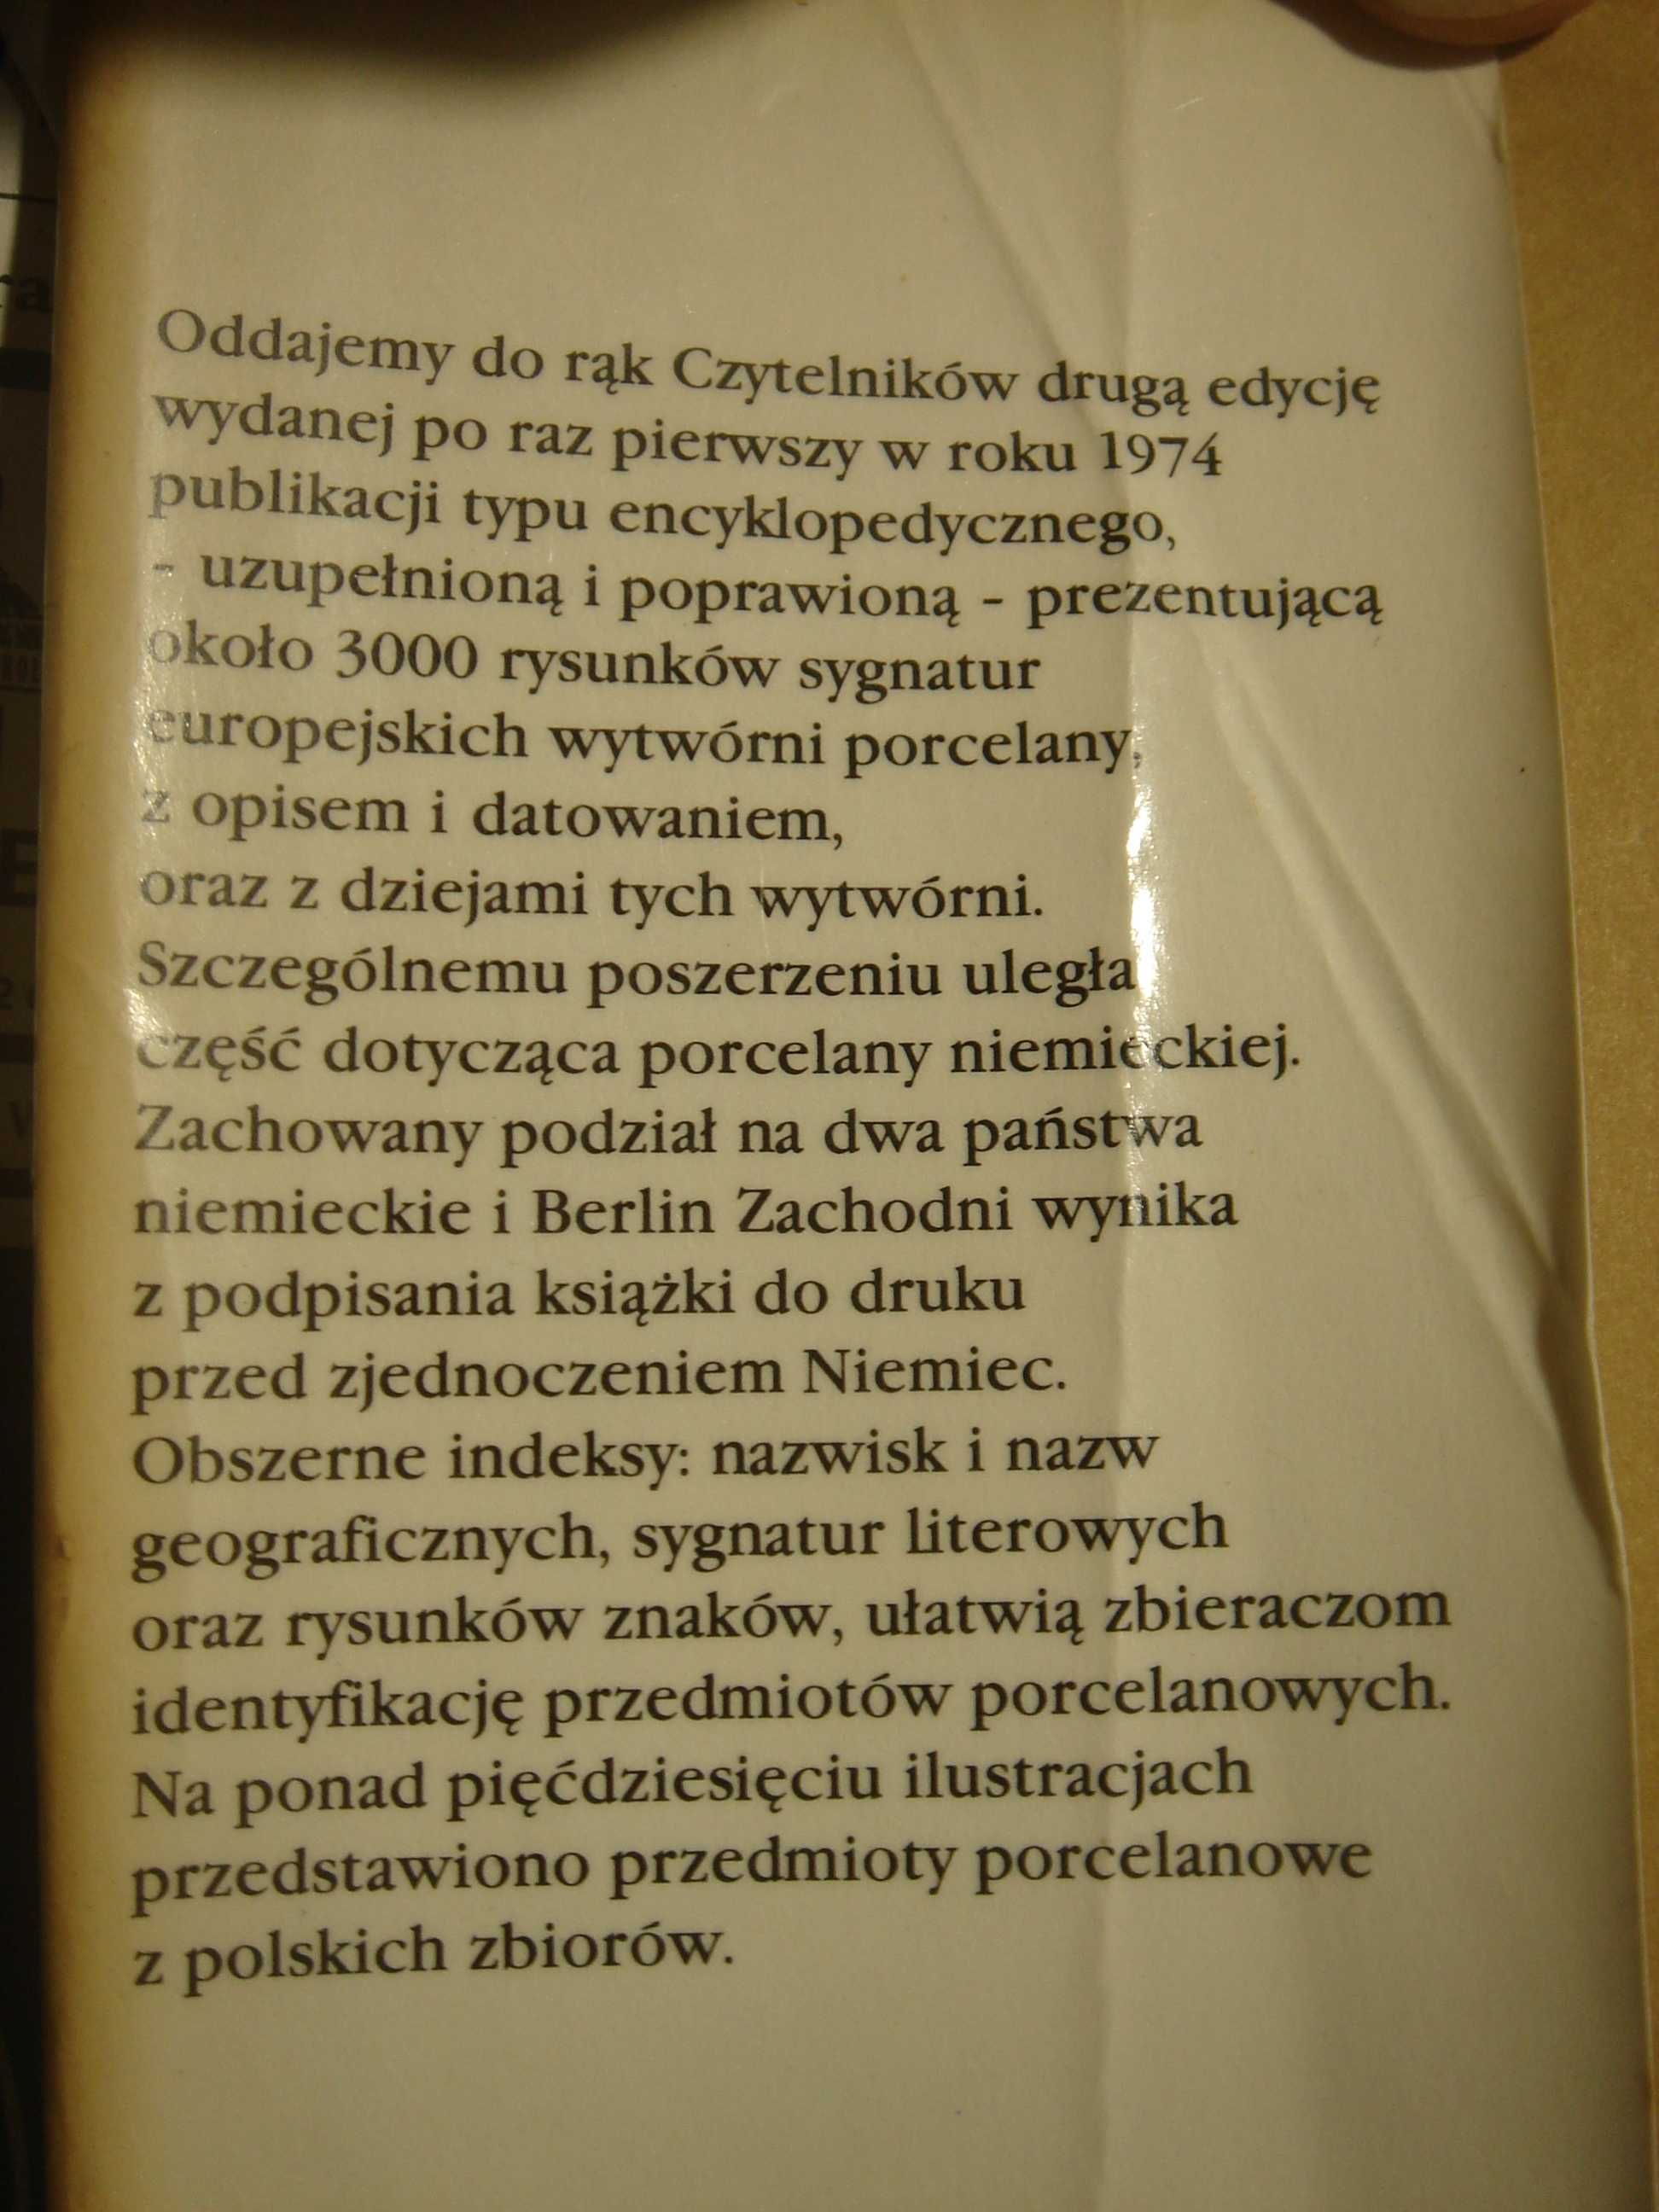 Oddajemy do rąk Czytelników drugą edycję
wydanej po raz pierwszy w roku 1974
publikacji typu encyklopedycznego,
- uzupełnioną i poprawioną - prezentującą
około 3000 rysunków sygnatur
europejskich wytwórni porcelany,
z opisem i datowaniem,
oraz z dziejami tych wytwórni.
Szczególnemu poszerzeniu uległa
część dotycząca porcelany niemieckiej.
Zachowany podział na dwa państwa
niemieckie i Berlin Zachodni wynika
z podpisania książki do druku
przed zjednoczeniem Niemiec.
Obszerne indeksy: nazwisk i nazw
geograficznych, sygnatur literowych
oraz rysunków znaków, ułatwią zbieraczom
identyfikację przedmiotów porcelanowych.
Na ponad pięćdziesięciu ilustracjach
przedstawiono przedmioty porcelanowe
z polskich zbiorów.